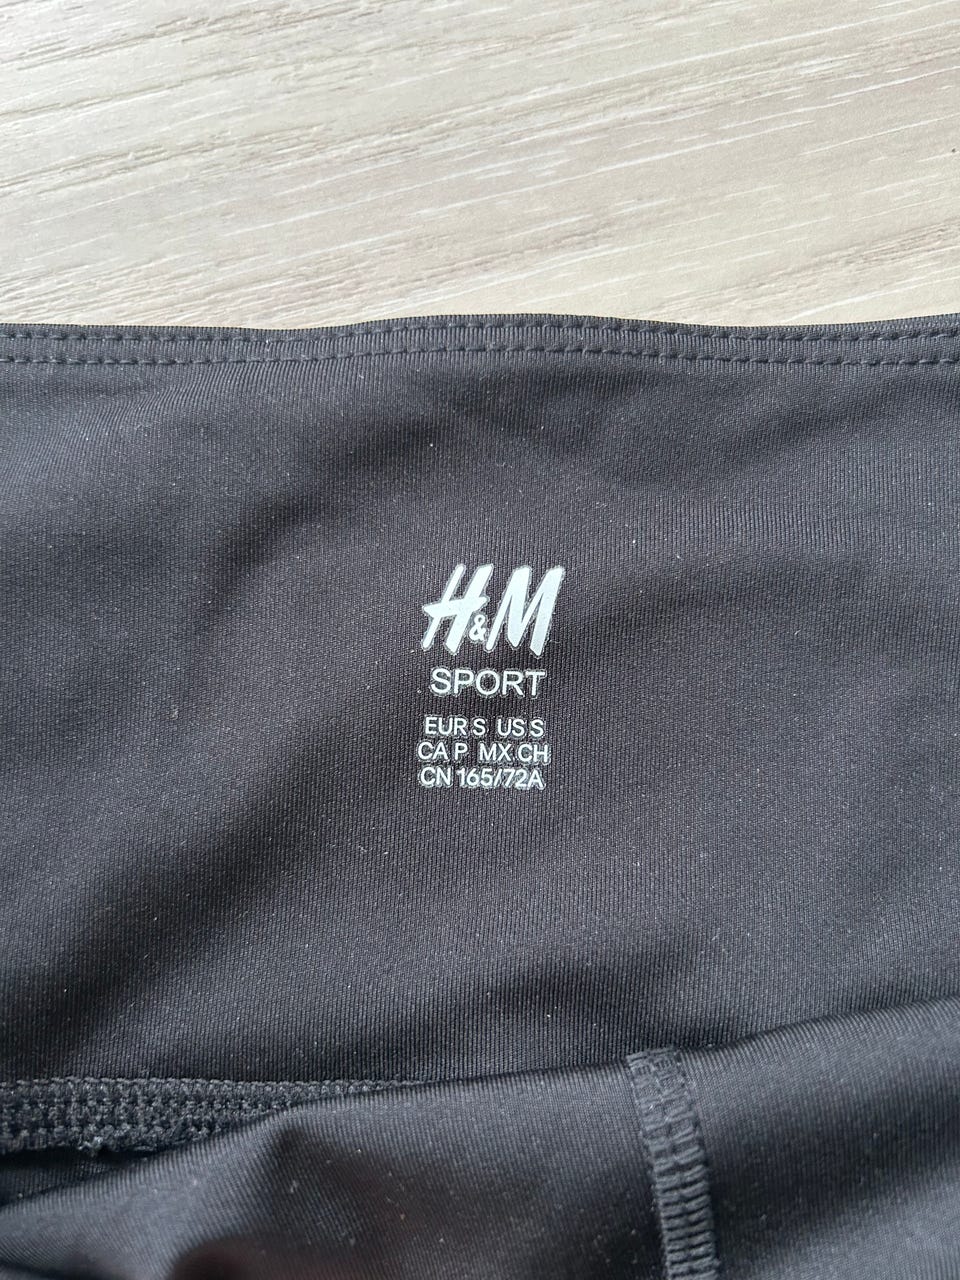 H&M
SPORT
EUR S US S
CA P MX CH
CN 165/72A